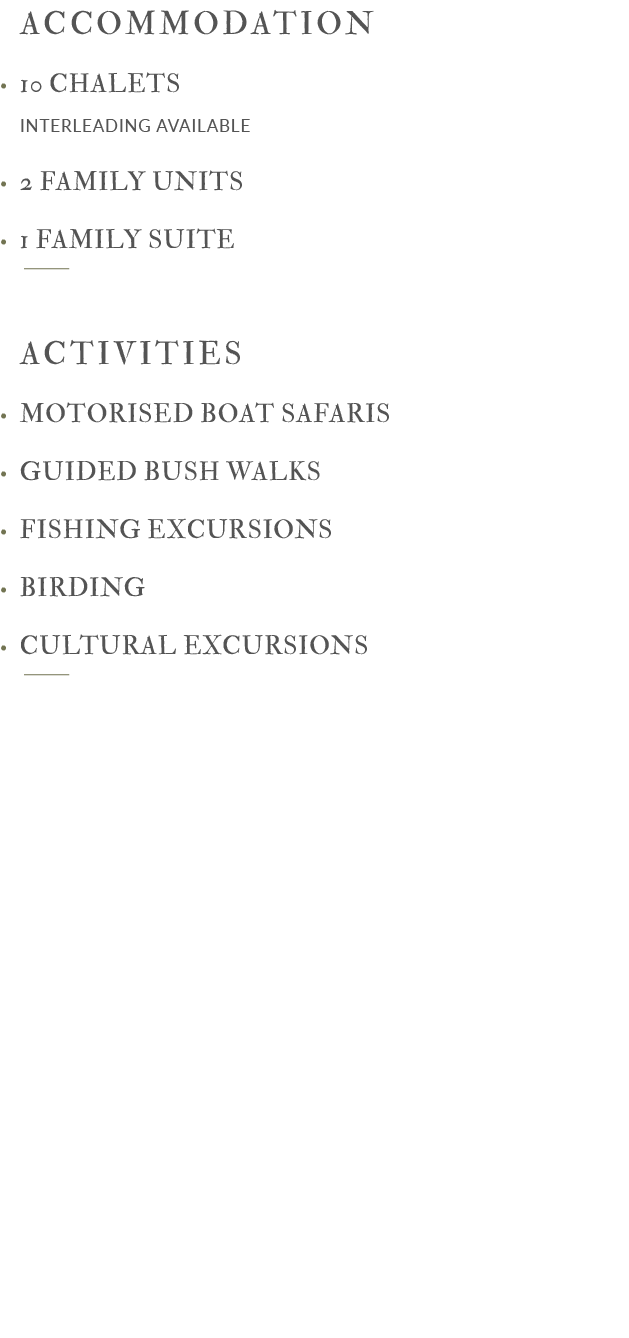 ACCOMMODATION
• 10 CHALETS
INTERLEADING AVAILABLE
• 2 FAMILY UNITS
• 1 FAMILY SUITE
ACTIVITIES
• MOTORISED BOAT SAFARIS
• GUIDED BUSH WALKS
• FISHING EXCURSIONS
• BIRDING
• CULTURAL EXCURSIONS